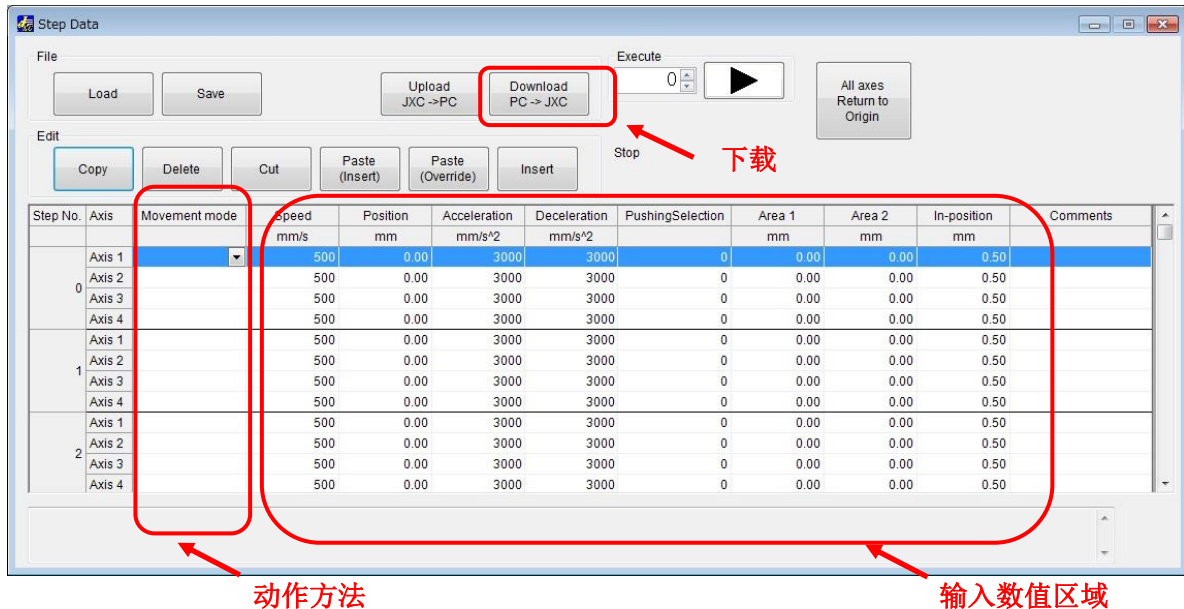 Step Data
File
Execute
Load
Save
Upload
JXC ->PC
Download
PC -> JXC
0
All axes
Return to
Origin
Edit
Copy
Delete
Cut
Paste
(Insert)
Paste
(Override)
Insert
Stop
下载
Step No. Axis Movement mode Speed Position Acceleration Deceleration PushingSelection Area 1 Area 2 In-position Comments
mm/s mm mm/s^2 mm/s^2 mm mm mm
0
Axis 1 500 0.00 3000 3000 0 0.00 0.00 0.50
Axis 2 500 0.00 3000 3000 0 0.00 0.00 0.50
Axis 3 500 0.00 3000 3000 0 0.00 0.00 0.50
Axis 4 500 0.00 3000 3000 0 0.00 0.00 0.50
1
Axis 1 500 0.00 3000 3000 0 0.00 0.00 0.50
Axis 2 500 0.00 3000 3000 0 0.00 0.00 0.50
Axis 3 500 0.00 3000 3000 0 0.00 0.00 0.50
Axis 4 500 0.00 3000 3000 0 0.00 0.00 0.50
2
Axis 1 500 0.00 3000 3000 0 0.00 0.00 0.50
Axis 2 500 0.00 3000 3000 0 0.00 0.00 0.50
Axis 3 500 0.00 3000 3000 0 0.00 0.00 0.50
Axis 4 500 0.00 3000 3000 0 0.00 0.00 0.50
动作方法
输入数值区域